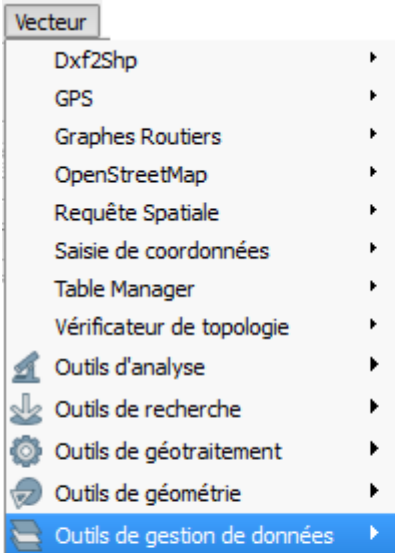 Vecteur
Dxf2Shp
GPS
Graphes Routiers
OpenStreetMap
Requête Spatiale
Saisie de coordonnées
Table Manager
Vérificateur de topologie
Outils d'analyse
Outils de recherche
Outils de géotraitement
Outils de géométrie
Outils de gestion de données